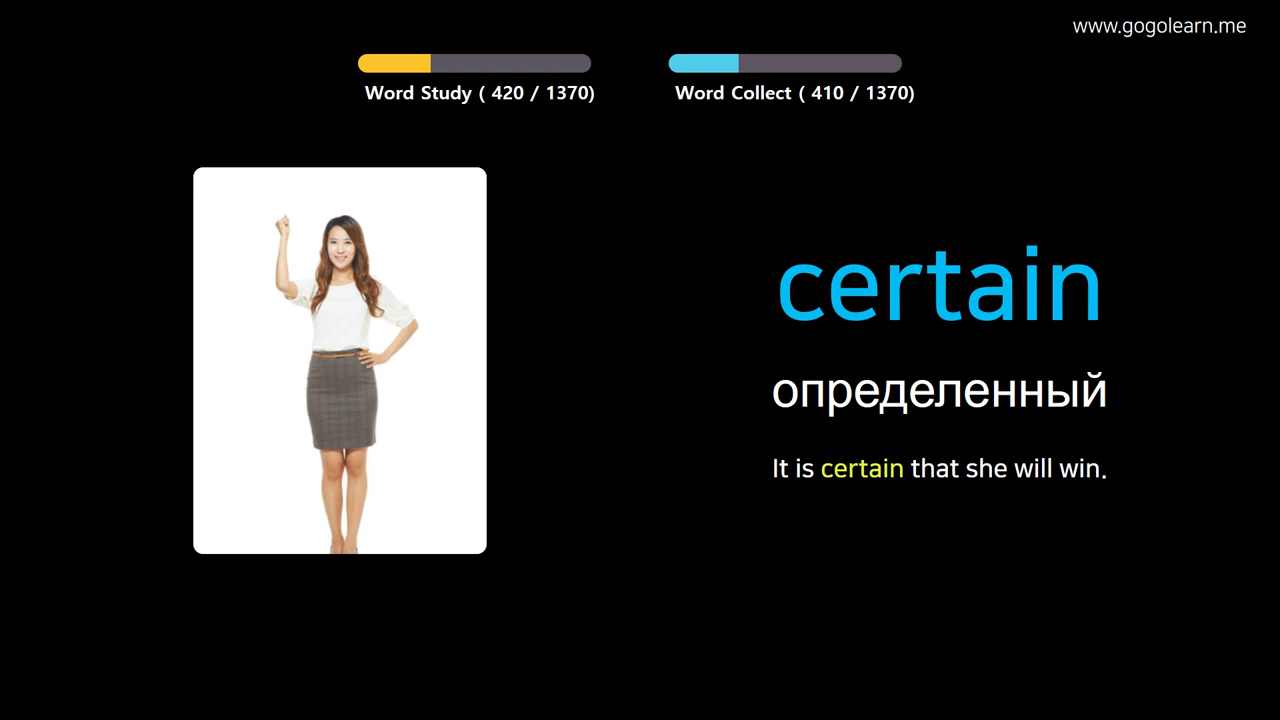 www.gogolearn.me
Word Study ( 420 / 1370)
Word Collect ( 410 / 1370)
certain
определенный
It is certain that she will win.